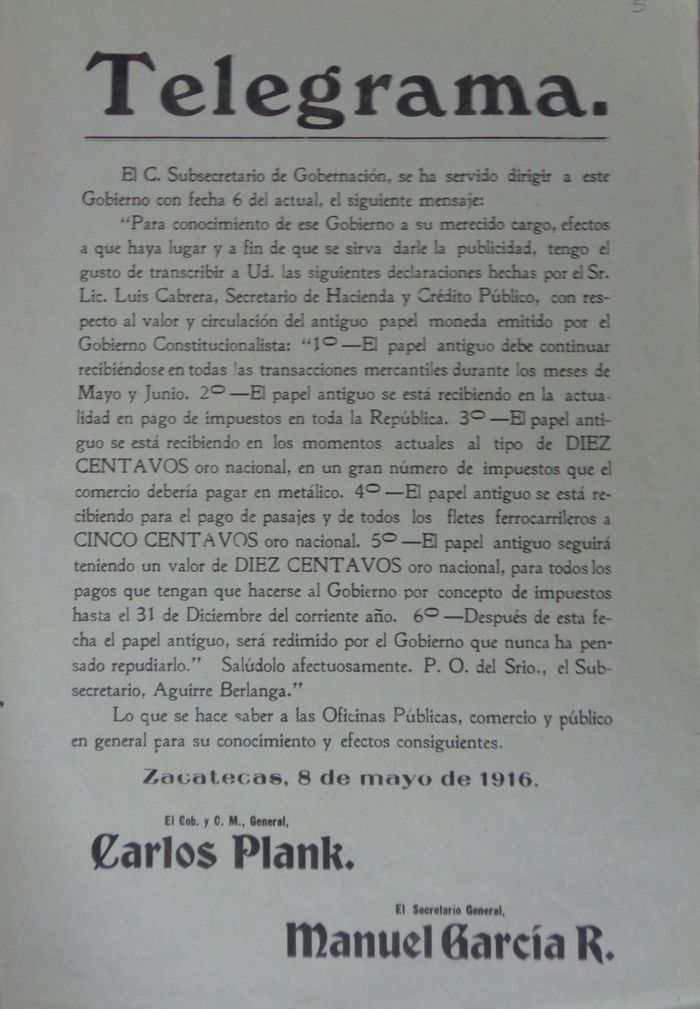 5
Telegrama.
El C. Subsecretario de Gobernación, se ha servido dirigir a este
Gobierno con fecha 6 del actual, el siguiente mensaje:
“Para conocimiento de ese Gobierno a su merecido cargo, efectos
a que haya lugar y a fin de que se sirva darle la publicidad, tengo el
gusto de transcribir a Ud. las siguientes declaraciones hechas por el Sr.
Lic. Luis Cabrera, Secretario de Hacienda y Crédito Público, con res-
pecto al valor y circulación del antiguo papel moneda emitido por el
Gobierno Constitucionalista: “1º—El papel antiguo debe continuar
recibiéndose en todas las transacciones mercantiles durante los meses de
Mayo y Junio. 2º—El papel antiguo se está recibiendo en la actua-
lidad en pago de impuestos en toda la República. 3º—El papel anti-
guo se está recibiendo en los momentos actuales al tipo de DIEZ
CENTAVOS oro nacional, en un gran número de impuestos que el
comercio debería pagar en metálico. 4º—El papel antiguo se está re-
cibiendo para el pago de pasajes y de todos los fletes ferrocarrileros a
CINCO CENTAVOS oro nacional. 5º—El papel antiguo seguirá
teniendo un valor de DIEZ CENTAVOS oro nacional, para todos los
pagos que tengan que hacerse al Gobierno por concepto de impuestos
hasta el 31 de Diciembre del corriente año. 6º—Después de esta fe-
cha el papel antiguo, será redimido por el Gobierno que nunca ha pen-
sado repudiarlo.” Salúdolo afectuosamente. P. O. del Srio., el Sub-
secretario, Aguirre Berlanga.”
Lo que se hace saber a las Oficinas Públicas, comercio y público
en general para su conocimiento y efectos consiguientes.
Zacatecas, 8 de mayo de 1916.
El Gob. y C. M., General,
Carlos Plank.
El Secretario General,
Manuel García R.